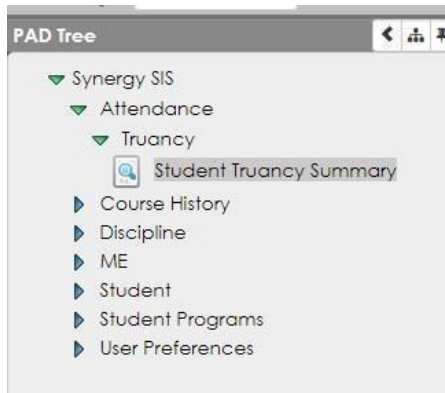 PAD Tree
Synergy SIS
Attendance
Truancy
Student Truancy Summary
Course History
Discipline
ME
Student
Student Programs
User Preferences